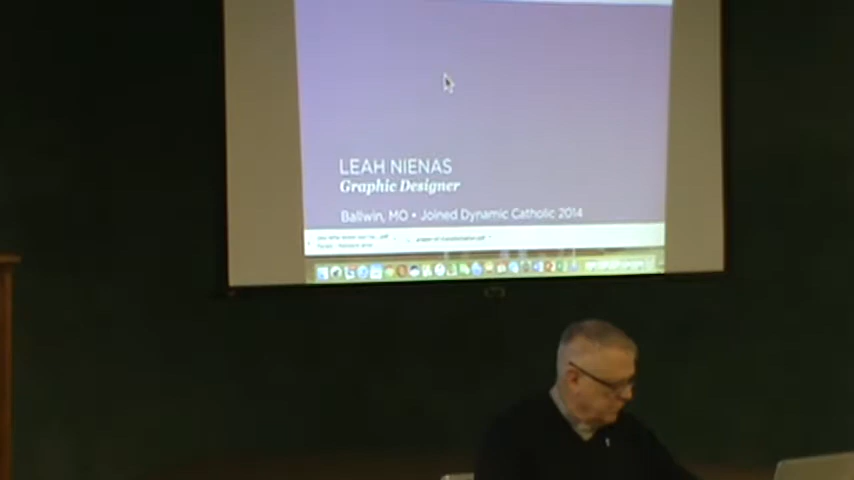 LEAH NIENAS
Graphic Designer
Ballwin, MO • Joined Dynamic Catholic 2014